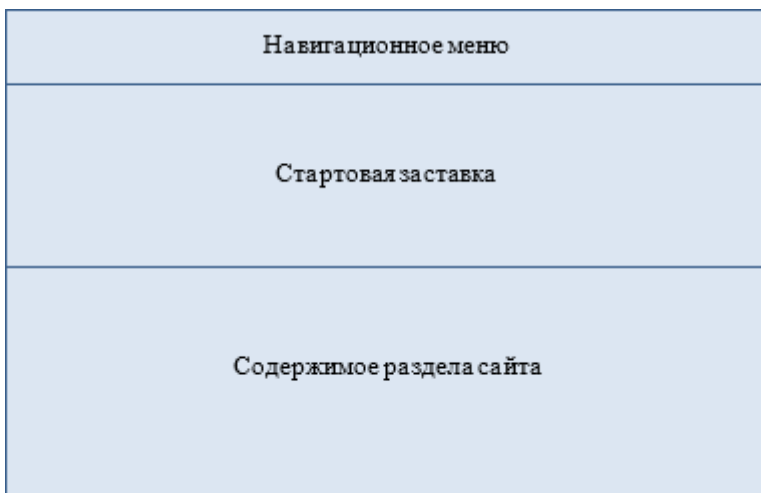 Навигационное меню
Стартовая заставка
Содержимое раздела сайта